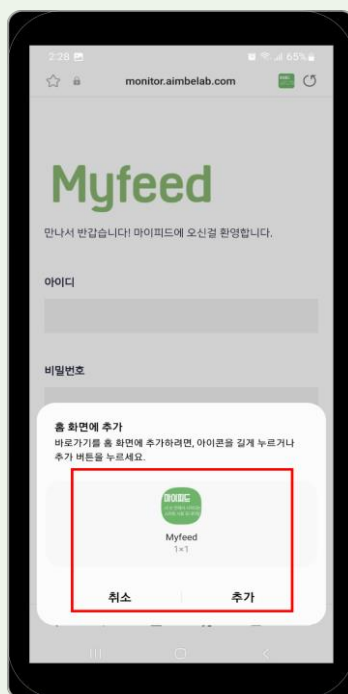 2:28
65%
monitor.aimbelab.com
Myfeed
만나서 반갑습니다! 마이피드에 오신걸 환영합니다.
아이디
비밀번호
홈 화면에 추가
바로가기를 홈 화면에 추가하려면, 아이콘을 길게 누르거나
추가 버튼을 누르세요.
마이피드
Myfeed
1×1
취소
추가